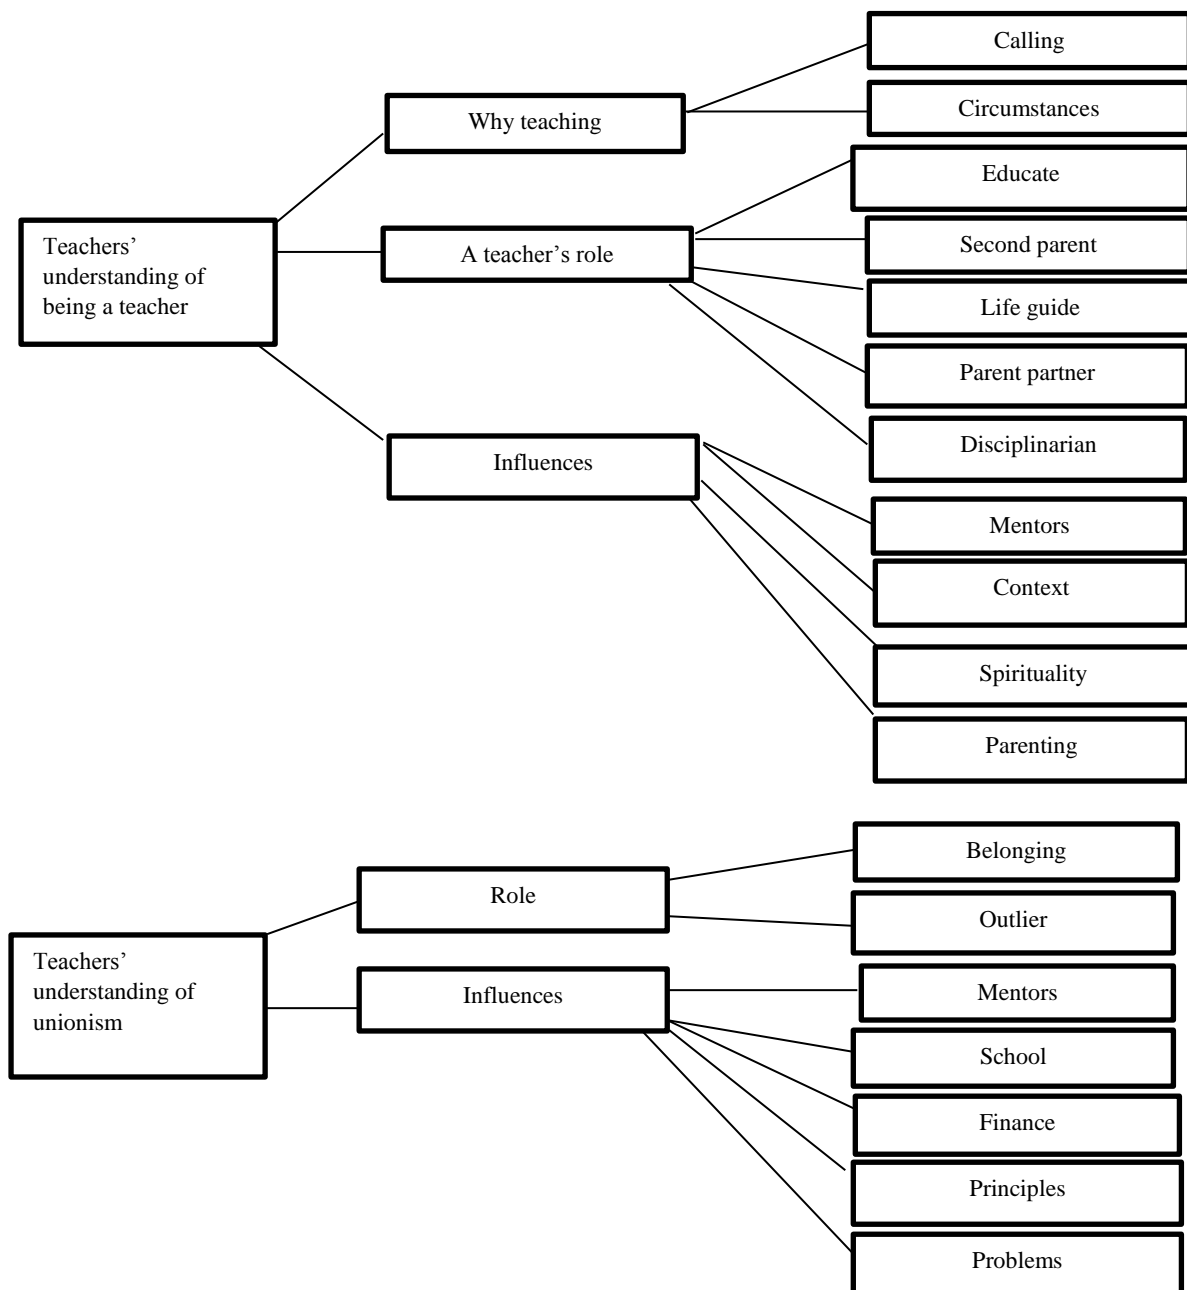 Calling
Why teaching
Circumstances
Educate
Teachers’
understanding of
being a teacher
A teacher’s role
Second parent
Life guide
Parent partner
Disciplinarian
Influences
Mentors
Context
Spirituality
Parenting
Belonging
Role
Outlier
Teachers’
understanding of
unionism
Influences
Mentors
School
Finance
Principles
Problems